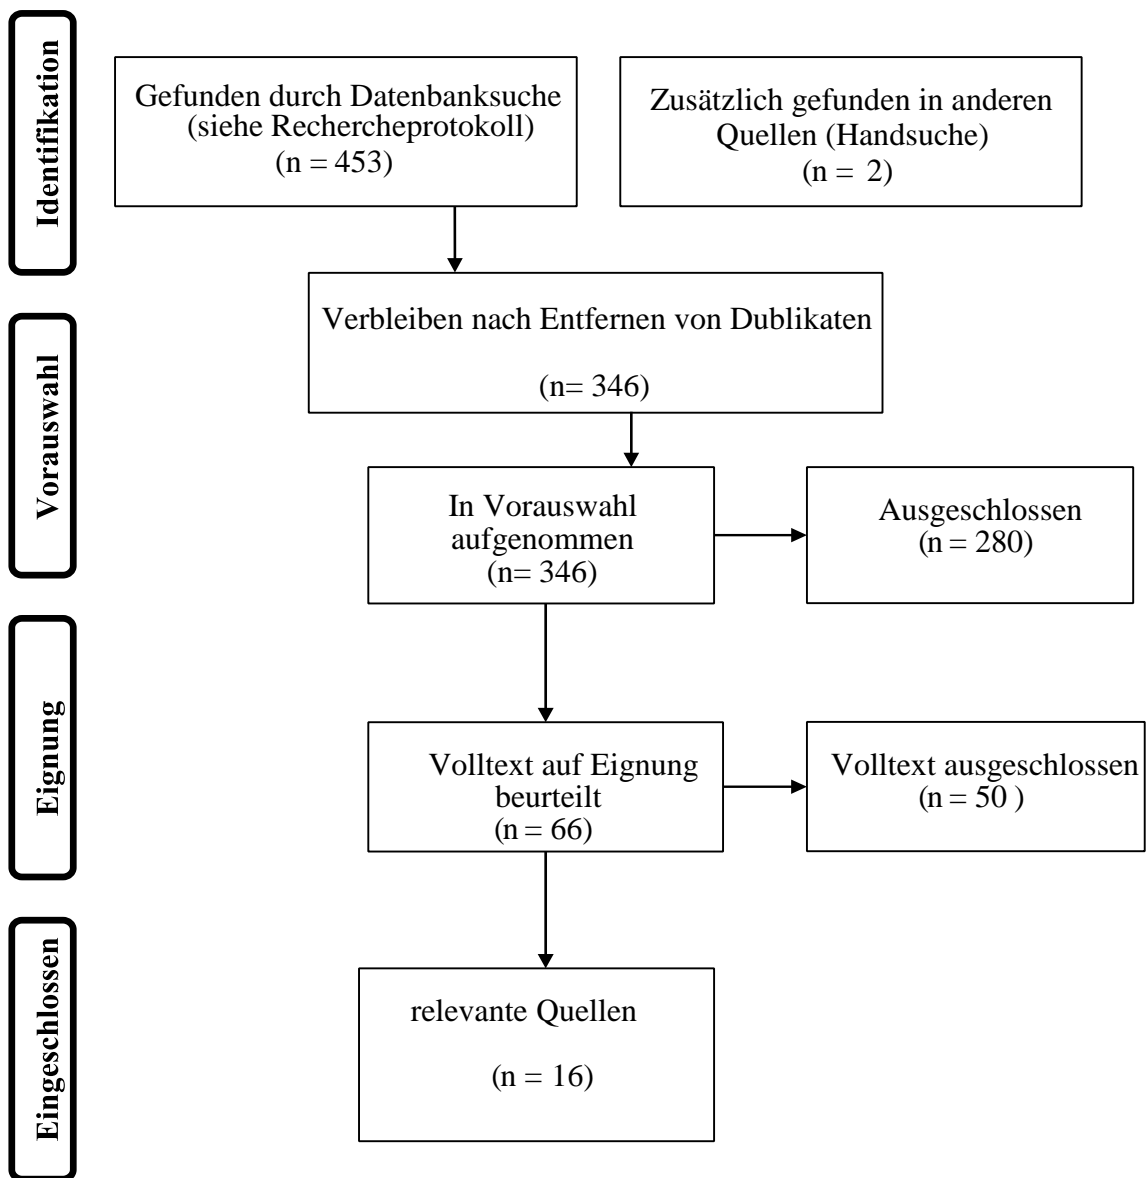 Identifikation
Gefunden durch Datenbanksuche
(siehe Rechercheprotokoll)
(n = 453)
Zusätzlich gefunden in anderen
Quellen (Handsuche)
(n = 2)
Vorauswahl
Verbleiben nach Entfernen von Dublikaten
(n= 346)
In Vorauswahl
aufgenommen
(n= 346)
Ausgeschlossen
(n = 280)
Eignung
Volltext auf Eignung
beurteilt
(n = 66)
Volltext ausgeschlossen
(n = 50 )
Eingeschlossen
relevante Quellen
(n = 16)